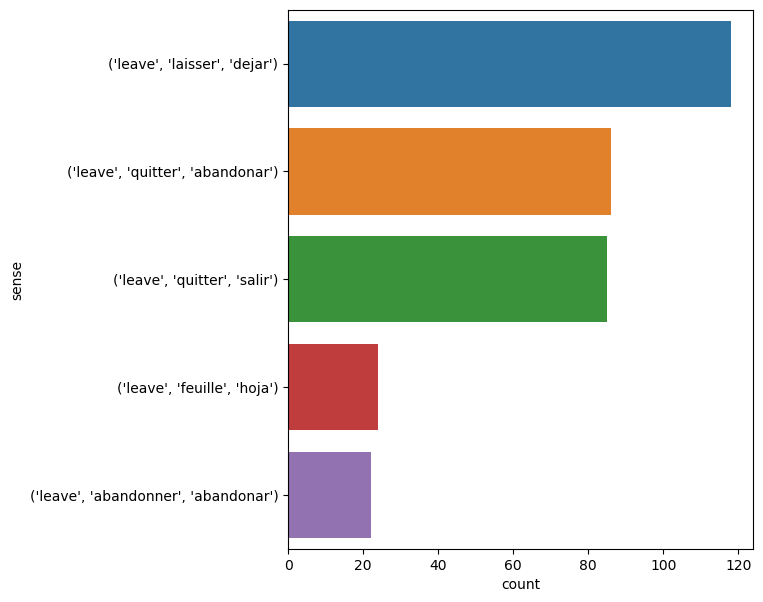 ('leave', 'laisser', 'dejar')
('leave', 'quitter', 'abandonar')
('leave', 'quitter', 'salir')
('leave', 'feuille', 'hoja')
('leave', 'abandonner', 'abandonar')
sense
0 20 40 60 80 100 120
count